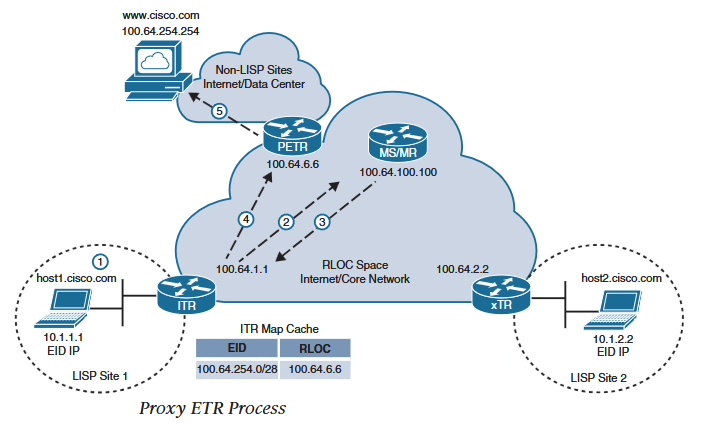 www.cisco.com
100.64.254.254
Non-LISP Sites
Internet/Data Center
5
PETR
100.64.6.6
MS/MR
100.64.100.100
4
2
3
1
host1.cisco.com
10.1.1.1
EID IP
LISP Site 1
100.64.1.1
ITR
RLOC Space
Internet/Core Network
100.64.2.2
xTR
host2.cisco.com
10.1.2.2
EID IP
LISP Site 2
ITR Map Cache
EID RLOC
100.64.254.0/28 100.64.6.6
Proxy ETR Process